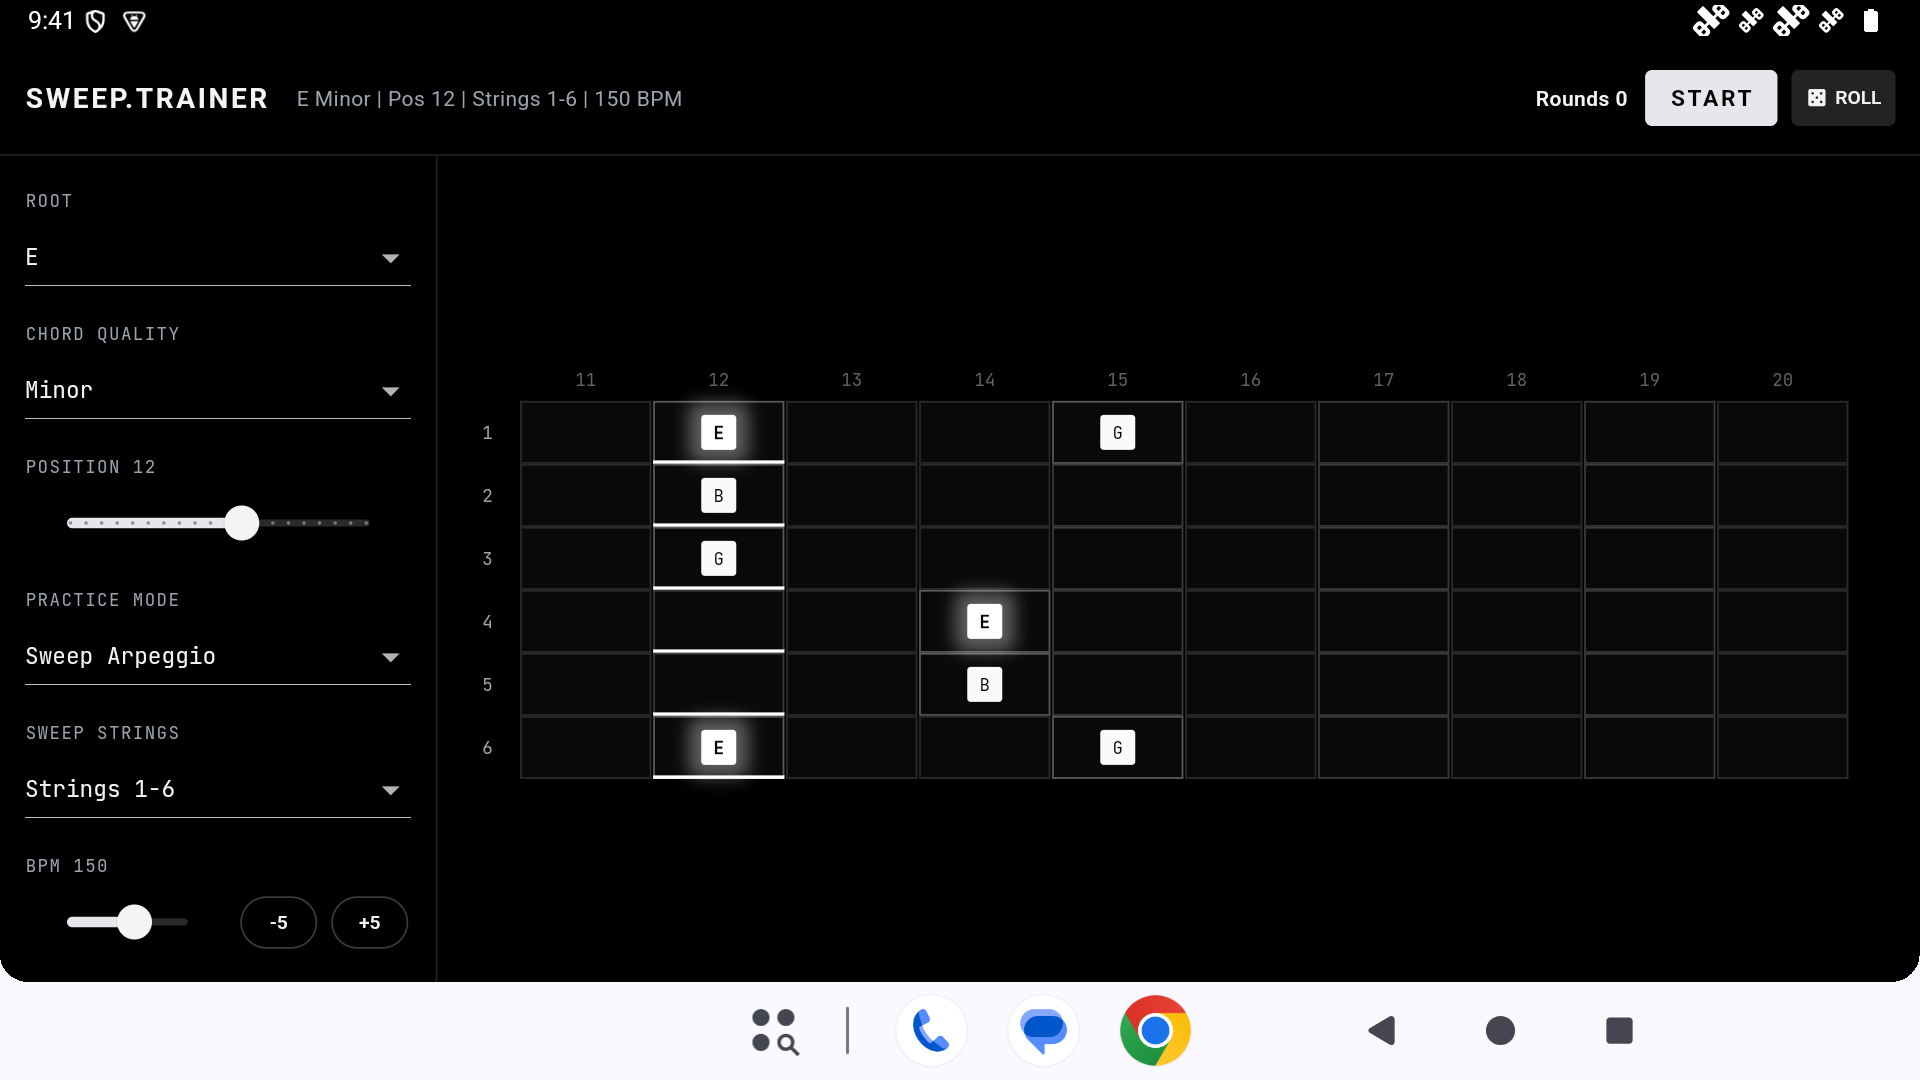 9:41
SWEEP.TRAINER
E Minor | Pos 12 | Strings 1-6 | 150 BPM
Rounds 0
START
ROLL
ROOT
E
CHORD QUALITY
Minor
POSITION 12
PRACTICE MODE
Sweep Arpeggio
SWEEP STRINGS
Strings 1-6
BPM 150
-5 +5
11 12 13 14 15 16 17 18 19 20
1 E G
2 B
3 G
4 E
5 B
6 E G